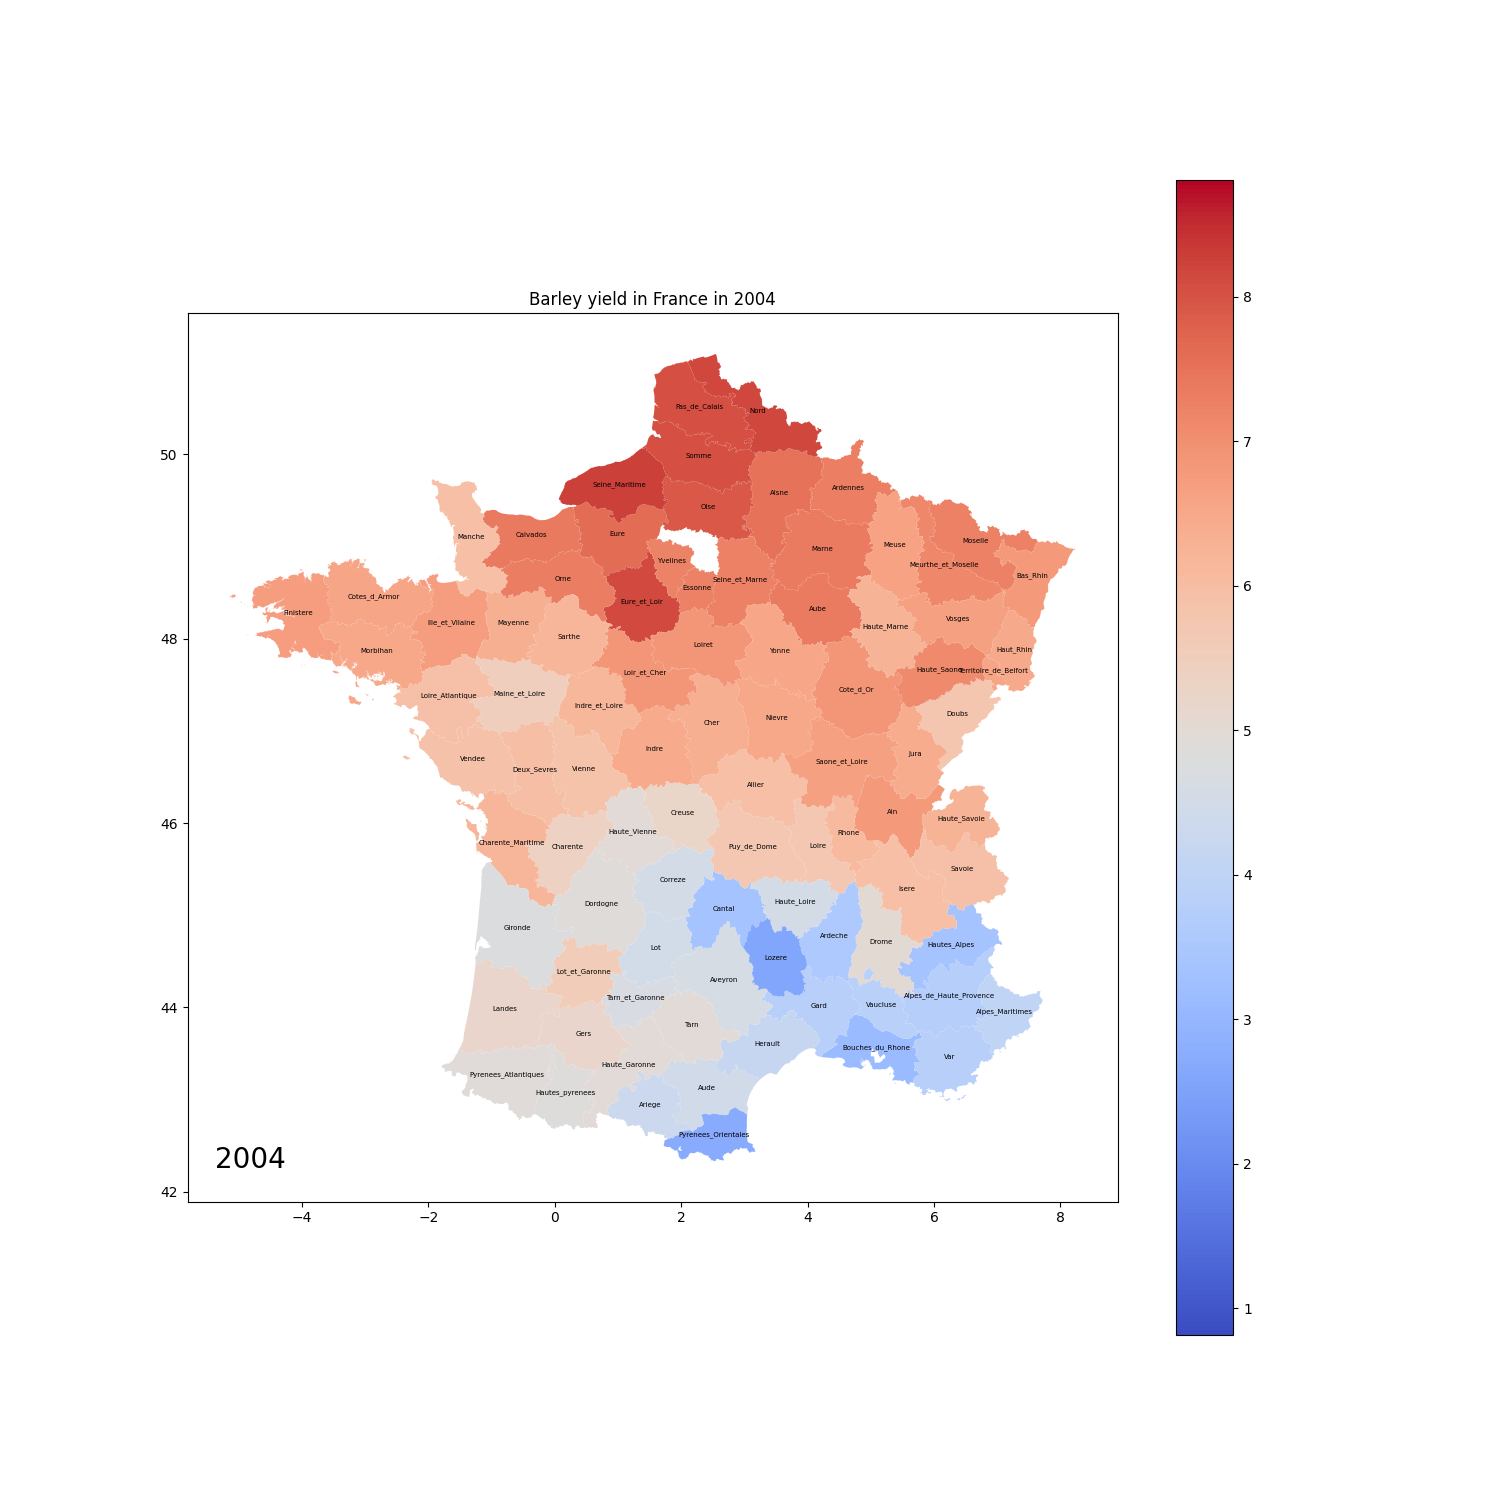 Barley yield in France in 2004
8
7
6
5
4
3
2
1
50
48
46
44
42
−4
−2
0
2
4
6
8
Pas_de_Calais
Nord
Somme
Seine_Maritime
Oise
Aisne
Ardennes
Manche
Calvados
Eure
Yvelines
Marne
Meuse
Moselle
Meurthe_et_Moselle
Bas_Rhin
Orne
Essonne
Seine_et_Marne
Eure_et_Loir
Aube
Cotes_d_Armor
Finistere
Ille_et_Vilaine
Mayenne
Sarthe
Haute_Marne
Vosges
Morbihan
Loiret
Yonne
Haut_Rhin
Loir_et_Cher
Haute_Saone
Territoire_de_Belfort
Loire_Atlantique
Maine_et_Loire
Indre_et_Loire
Cote_d_Or
Doubs
Cher
Nievre
Indre
Jura
Vendee
Deux_Sevres
Vienne
Saone_et_Loire
Allier
Creuse
Ain
Haute_Savoie
Haute_Vienne
Rhone
Charente_Maritime
Charente
Puy_de_Dome
Loire
Savoie
Correze
Isere
Dordogne
Cantal
Haute_Loire
Gironde
Ardeche
Drome
Hautes_Alpes
Lot
Lozere
Lot_et_Garonne
Aveyron
Tarn_et_Garonne
Alpes_de_Haute_Provence
Landes
Gard
Vaucluse
Alpes_Maritimes
Gers
Tarn
Herault
Bouches_du_Rhone
Var
Haute_Garonne
Pyrenees_Atlantiques
Hautes_pyrenees
Aude
Ariege
Pyrenees_Orientales
2004